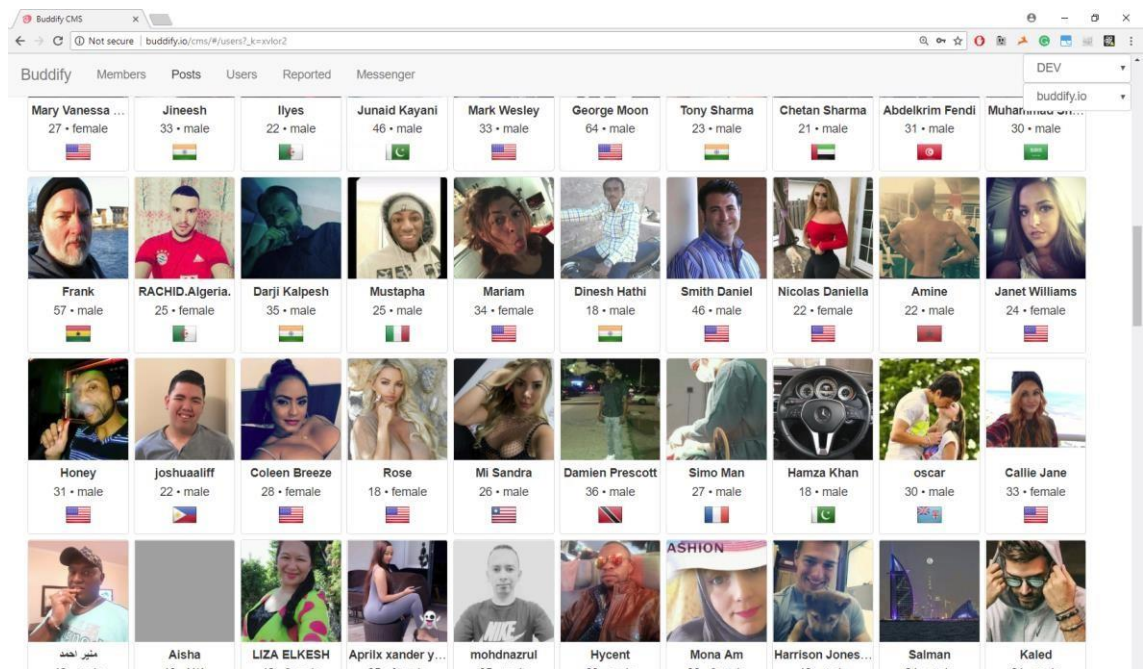 Buddify CMS
Not secure | buddify.io/cms/#/users?_k=xvlor2
Buddify Members Posts Users Reported Messenger
DEV
buddify.io
Mary Vanessa ... Jineesh Ilyes Junaid Kayani Mark Wesley George Moon Tony Sharma Chetan Sharma Abdelkrim Fendi
27 • female 33 • male 22 • male 46 • male 33 • male 64 • male 23 • male 21 • male 31 • male 30 • male
Frank RACHID.Algeria. Darji Kalpesh Mustapha Mariam Dinesh Hathi Smith Daniel Nicolas Daniella Amine Janet Williams
57 • male 25 • female 35 • male 25 • male 34 • female 18 • male 46 • male 22 • female 22 • male 24 • female
Honey joshuaaliff Coleen Breeze Rose Mi Sandra Damien Prescott Simo Man Hamza Khan oscar Callie Jane
31 • male 22 • male 28 • female 18 • female 26 • male 36 • male 27 • male 18 • male 30 • male 33 • female
NIKE
ASHION
منير احمد Aisha LIZA ELKESH Aprilx xander y... mohdnazrul Hycent Mona Am Harrison Jones... Salman Kaled